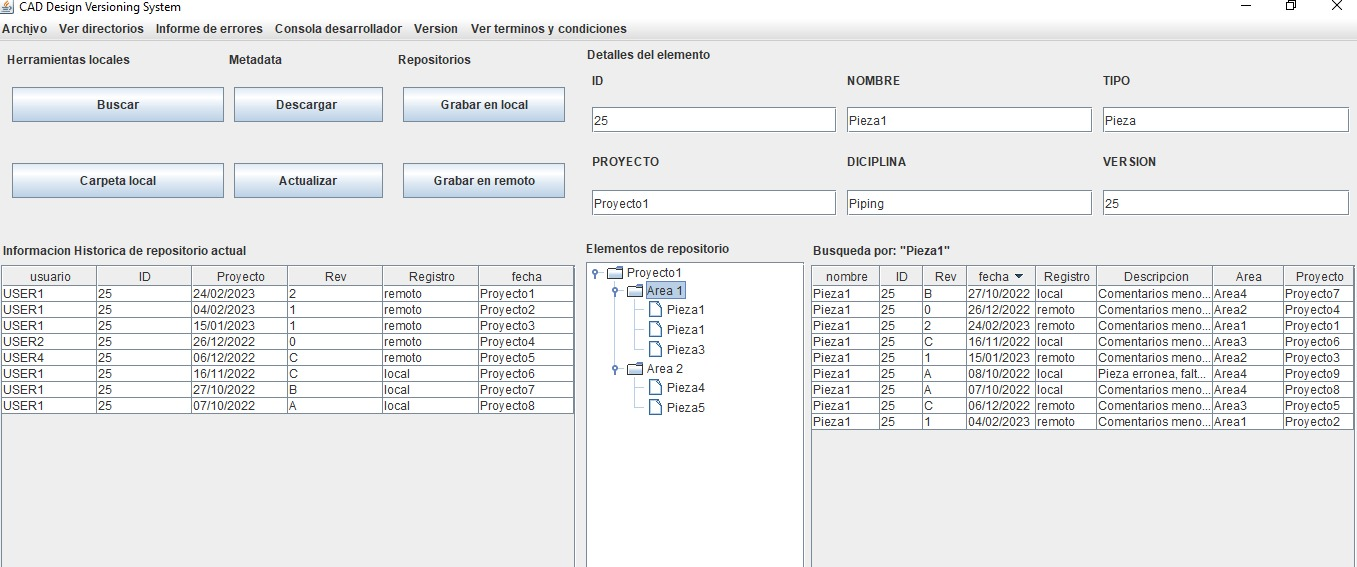 CAD Design Versioning System
Archivo Ver directorios Informe de errores Consola desarrollador Version Ver terminos y condiciones
Herramientas locales Metadata Repositorios
Buscar Descargar Grabar en local
Carpeta local Actualizar Grabar en remoto
Detalles del elemento
ID NOMBRE TIPO
25 Pieza1 Pieza
PROYECTO DICIPLINA VERSION
Proyecto1 Piping 25
Informacion Historica de repositorio actual
usuario ID Proyecto Rev Registro fecha
USER1 25 24/02/2023 2 remoto Proyecto1
USER1 25 04/02/2023 1 remoto Proyecto2
USER1 25 15/01/2023 1 remoto Proyecto3
USER2 25 26/12/2022 0 remoto Proyecto4
USER4 25 06/12/2022 C remoto Proyecto5
USER1 25 16/11/2022 C local Proyecto6
USER1 25 27/10/2022 B local Proyecto7
USER1 25 07/10/2022 A local Proyecto8
Elementos de repositorio
Proyecto1
Area 1
Pieza1
Pieza1
Pieza3
Area 2
Pieza4
Pieza5
Busqueda por: "Pieza1"
nombre ID Rev fecha Registro Descripcion Area Proyecto
Pieza1 25 B 27/10/2022 local Comentarios meno... Area4 Proyecto7
Pieza1 25 0 26/12/2022 remoto Comentarios meno... Area2 Proyecto4
Pieza1 25 2 24/02/2023 remoto Comentarios meno... Area1 Proyecto1
Pieza1 25 C 16/11/2022 local Comentarios meno... Area3 Proyecto6
Pieza1 25 1 15/01/2023 remoto Comentarios meno... Area2 Proyecto3
Pieza1 25 A 08/10/2022 local Pieza erronea, falt... Area4 Proyecto9
Pieza1 25 A 07/10/2022 local Comentarios meno... Area4 Proyecto8
Pieza1 25 C 06/12/2022 remoto Comentarios meno... Area3 Proyecto5
Pieza1 25 1 04/02/2023 remoto Comentarios meno... Area1 Proyecto2